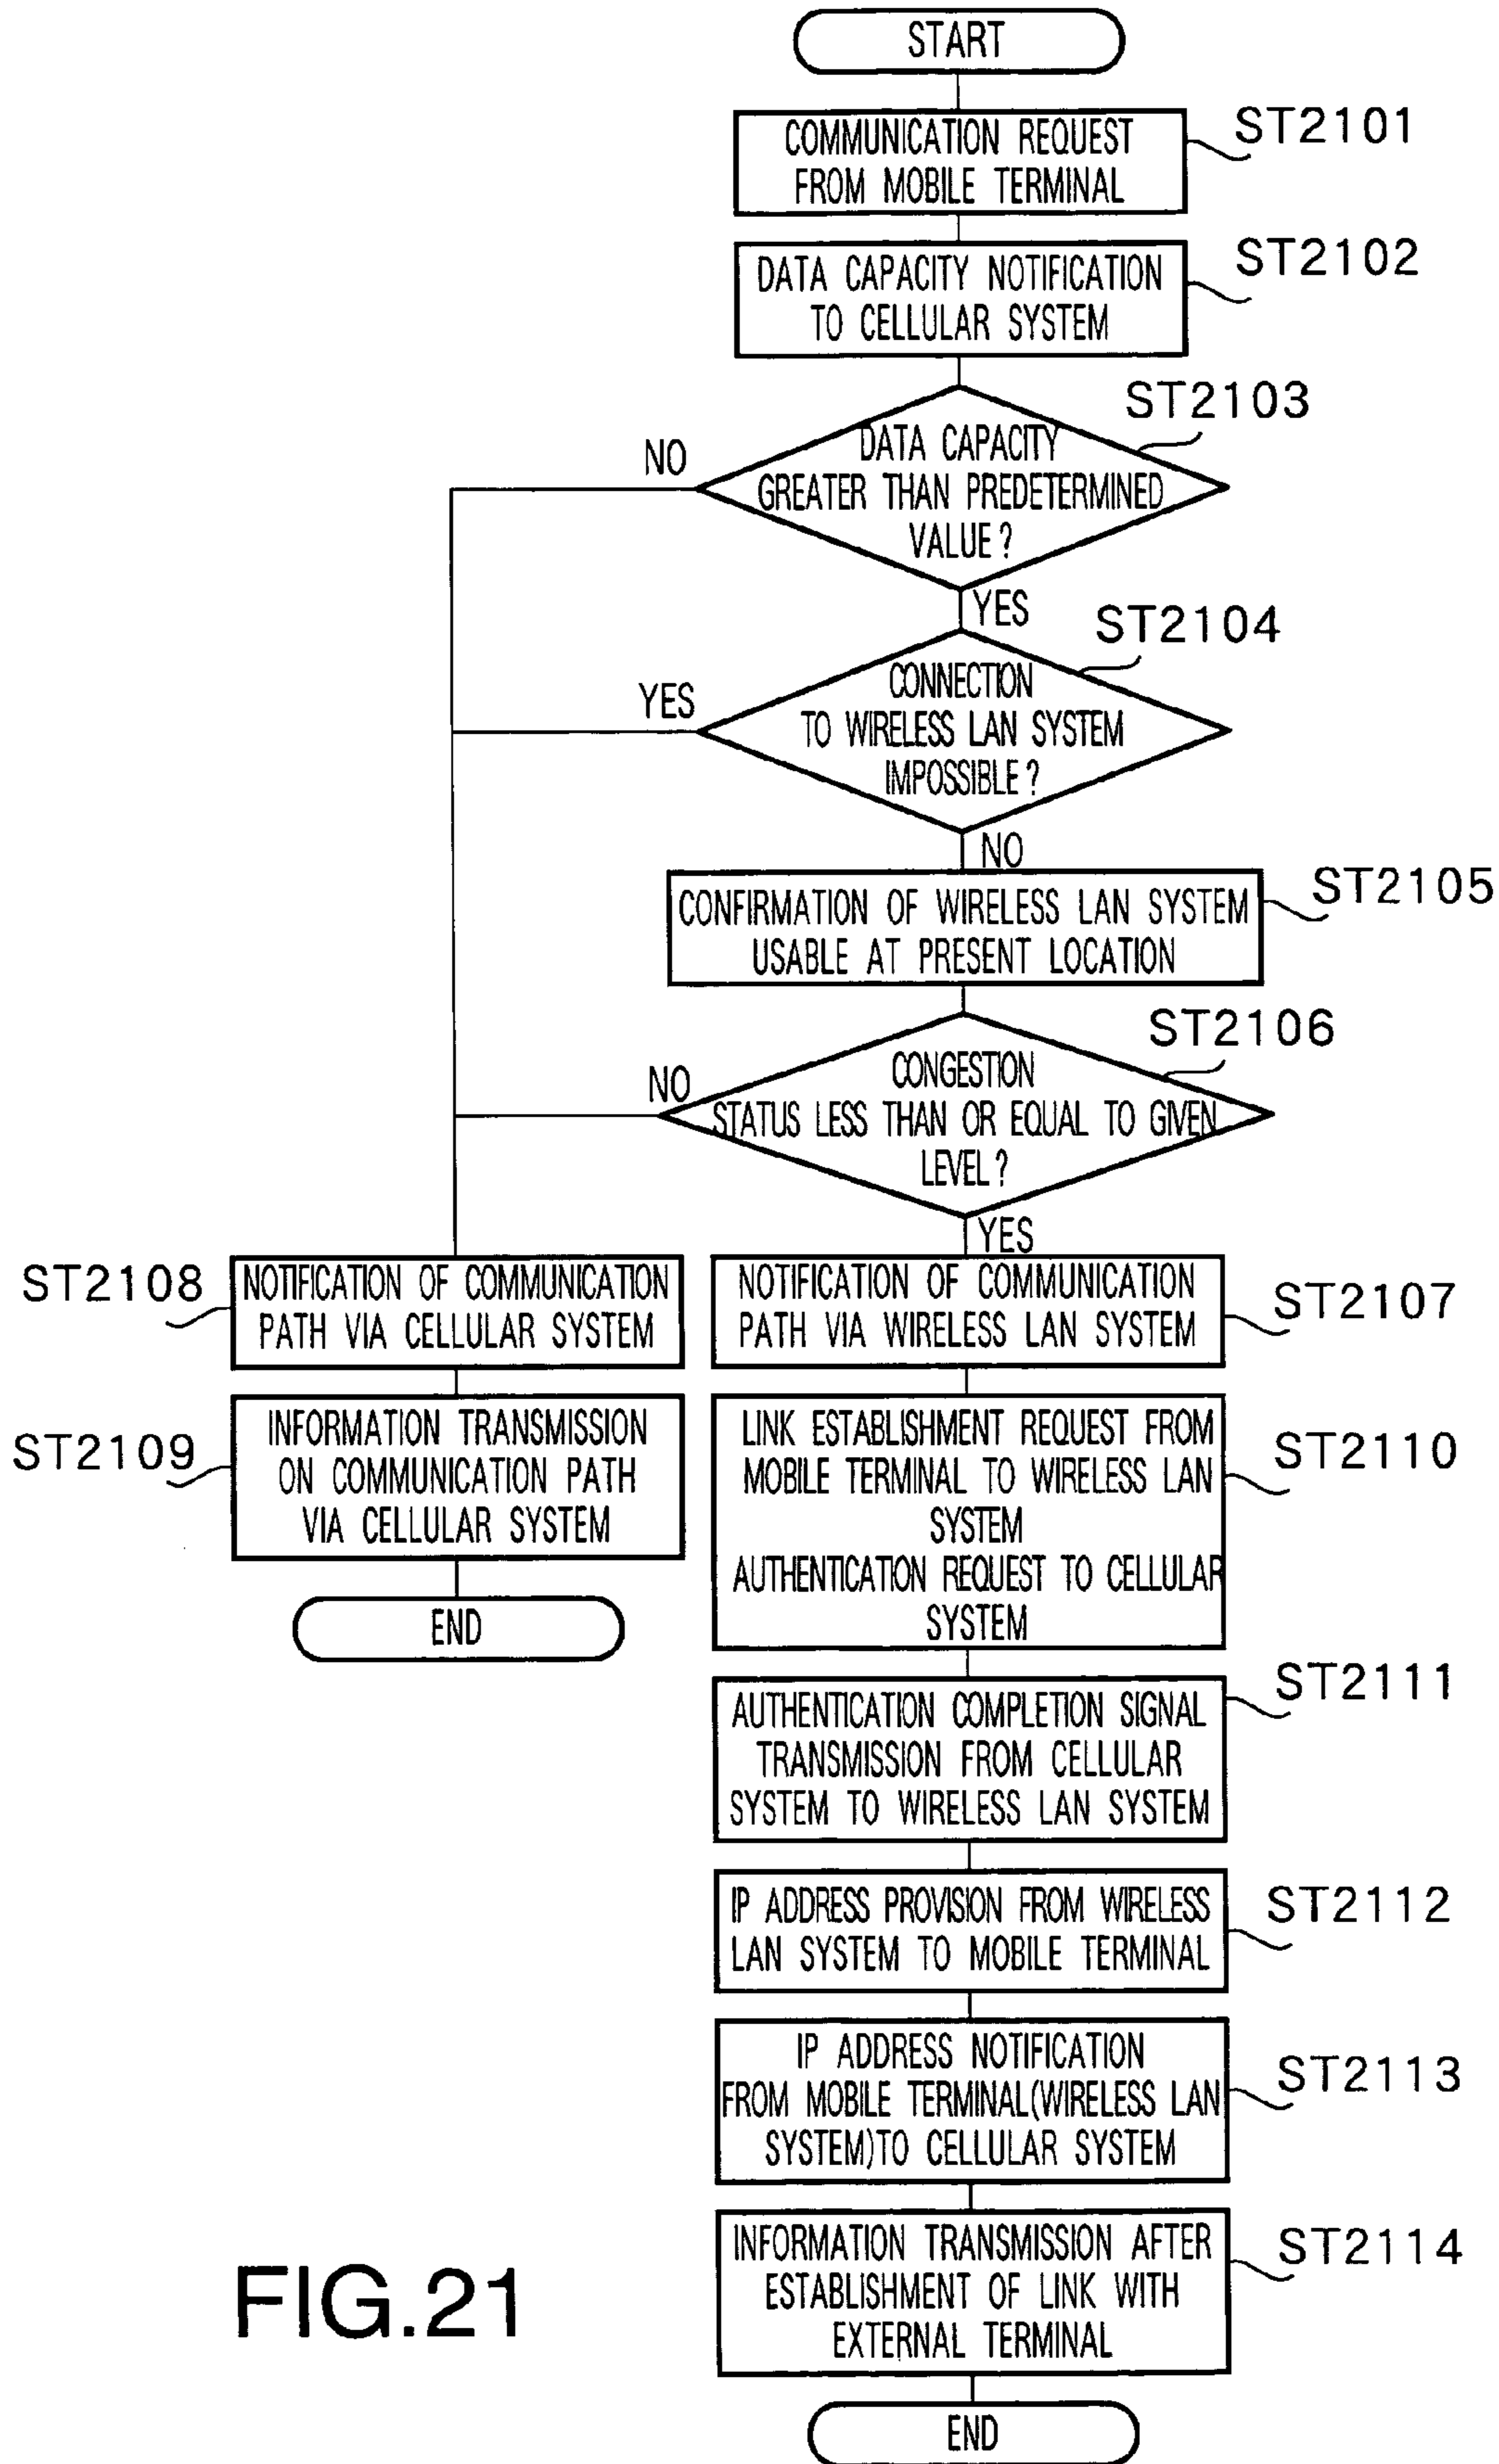 START
COMMUNICATION REQUEST
FROM MOBILE TERMINAL
ST2101
DATA CAPACITY NOTIFICATION
TO CELLULAR SYSTEM
ST2102
DATA CAPACITY
GREATER THAN PREDETERMINED
VALUE?
ST2103
NO
YES
CONNECTION
TO WIRELESS LAN SYSTEM
IMPOSSIBLE?
ST2104
YES
NO
CONFIRMATION OF WIRELESS LAN SYSTEM
USABLE AT PRESENT LOCATION
ST2105
CONGESTION
STATUS LESS THAN OR EQUAL TO GIVEN
LEVEL?
ST2106
NO
YES
ST2108
NOTIFICATION OF COMMUNICATION
PATH VIA CELLULAR SYSTEM
NOTIFICATION OF COMMUNICATION
PATH VIA WIRELESS LAN SYSTEM
ST2107
ST2109
INFORMATION TRANSMISSION
ON COMMUNICATION PATH
VIA CELLULAR SYSTEM
END
LINK ESTABLISHMENT REQUEST FROM
MOBILE TERMINAL TO WIRELESS LAN
SYSTEM
AUTHENTICATION REQUEST TO CELLULAR
SYSTEM
ST2110
AUTHENTICATION COMPLETION SIGNAL
TRANSMISSION FROM CELLULAR
SYSTEM TO WIRELESS LAN SYSTEM
ST2111
IP ADDRESS PROVISION FROM WIRELESS
LAN SYSTEM TO MOBILE TERMINAL
ST2112
IP ADDRESS NOTIFICATION
FROM MOBILE TERMINAL(WIRELESS LAN
SYSTEM)TO CELLULAR SYSTEM
ST2113
INFORMATION TRANSMISSION AFTER
ESTABLISHMENT OF LINK WITH
EXTERNAL TERMINAL
ST2114
END
FIG.21